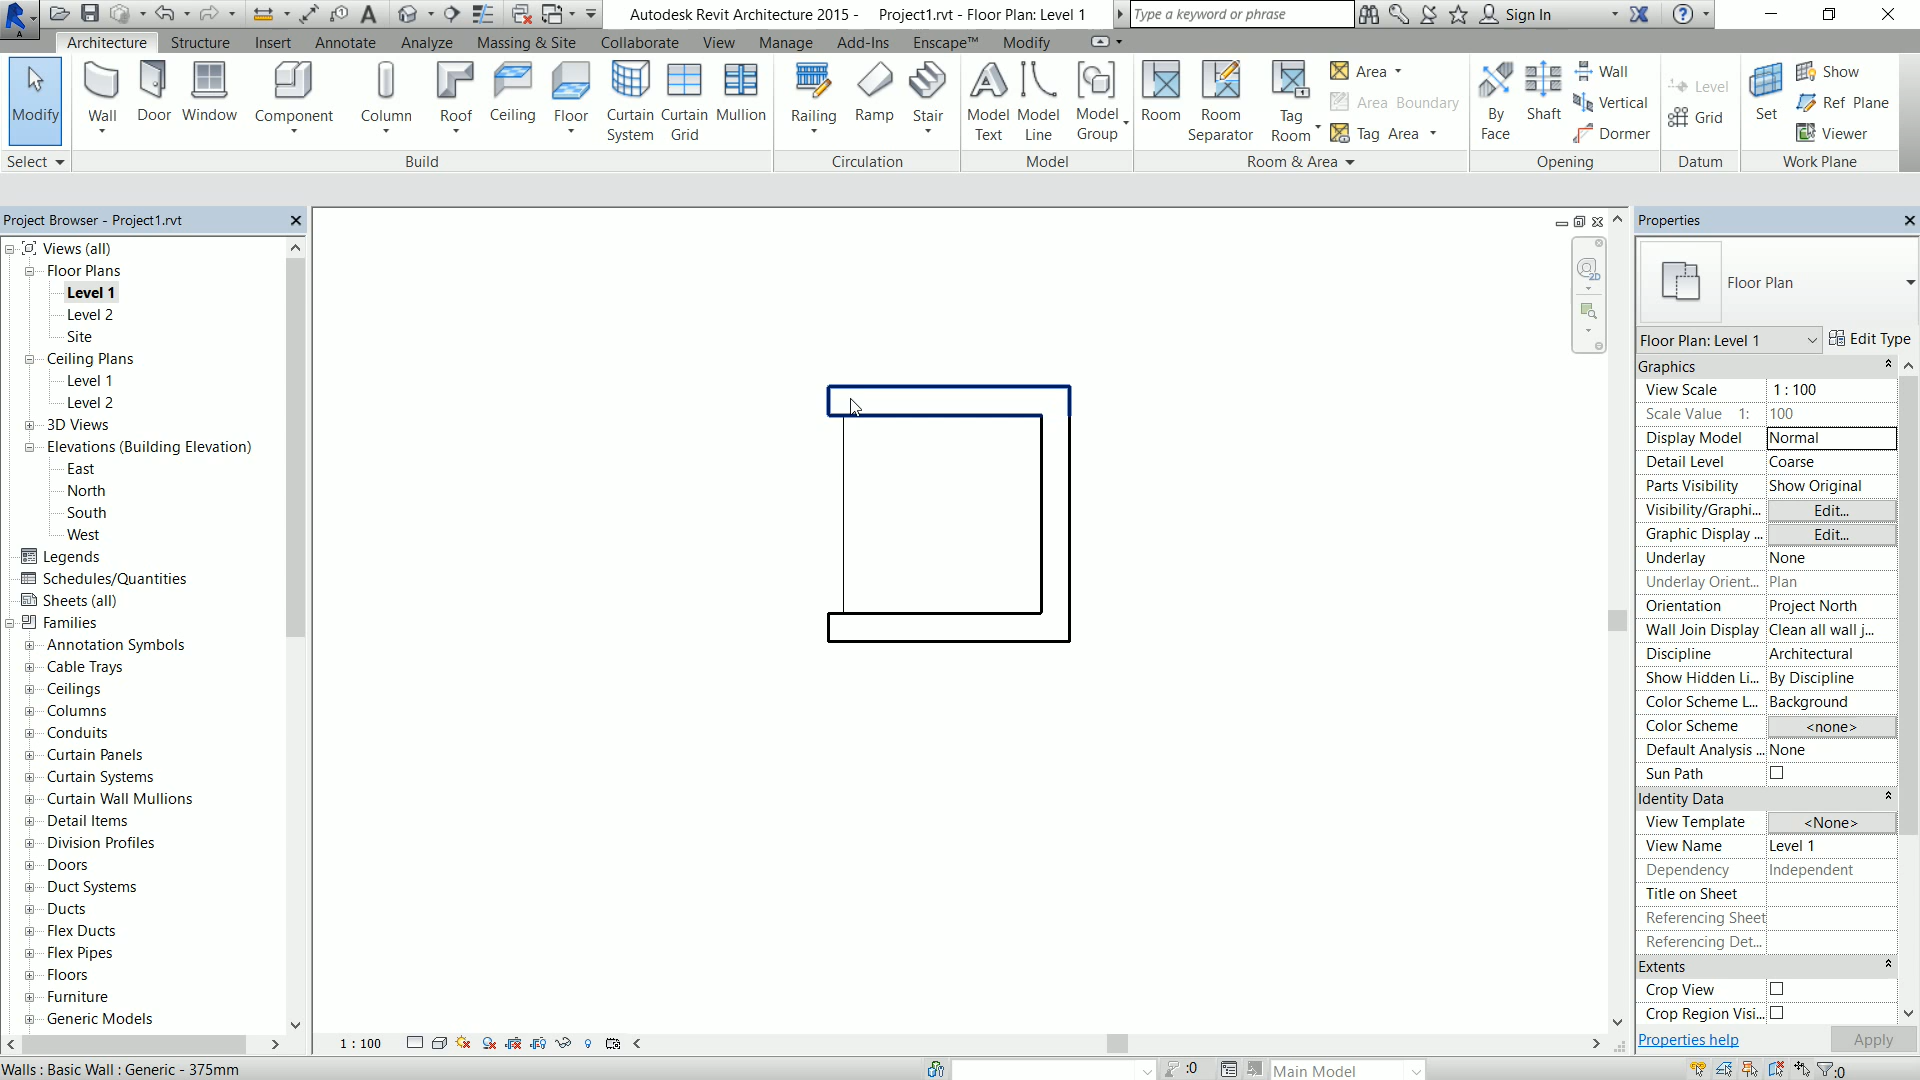 Autodesk Revit Architecture 2015 - Project1.rvt - Floor Plan: Level 1
Type a keyword or phrase
Sign In
Architecture Structure Insert Annotate Analyze Massing & Site Collaborate View Manage Add-Ins Enscape™ Modify
Modify Wall Door Window Component Column Roof Ceiling Floor Curtain System Curtain Grid Mullion Railing Ramp Stair Model Text Model Line Model Group Room Room Separator Tag Room Area Area Boundary Tag Area By Face Shaft Wall Vertical Dormer Level Grid Set Show Ref Plane Viewer
Select Build Circulation Model Room & Area Opening Datum Work Plane
Project Browser - Project1.rvt
Views (all)
Floor Plans
Level 1
Level 2
Site
Ceiling Plans
Level 1
Level 2
3D Views
Elevations (Building Elevation)
East
North
South
West
Legends
Schedules/Quantities
Sheets (all)
Families
Annotation Symbols
Cable Trays
Ceilings
Columns
Conduits
Curtain Panels
Curtain Systems
Curtain Wall Mullions
Detail Items
Division Profiles
Doors
Duct Systems
Ducts
Flex Ducts
Flex Pipes
Floors
Furniture
Generic Models
2D
Properties
Floor Plan
Floor Plan: Level 1 Edit Type
Graphics
View Scale 1 : 100
Scale Value 1: 100
Display Model Normal
Detail Level Coarse
Parts Visibility Show Original
Visibility/Graphi... Edit...
Graphic Display ... Edit...
Underlay None
Underlay Orient... Plan
Orientation Project North
Wall Join Display Clean all wall j...
Discipline Architectural
Show Hidden Li... By Discipline
Color Scheme L... Background
Color Scheme <none>
Default Analysis ... None
Sun Path
Identity Data
View Template <None>
View Name Level 1
Dependency Independent
Title on Sheet
Referencing Sheet
Referencing Det...
Extents
Crop View
Crop Region Visi...
Properties help Apply
1 : 100
Walls : Basic Wall : Generic - 375mm
:0
Main Model
:0